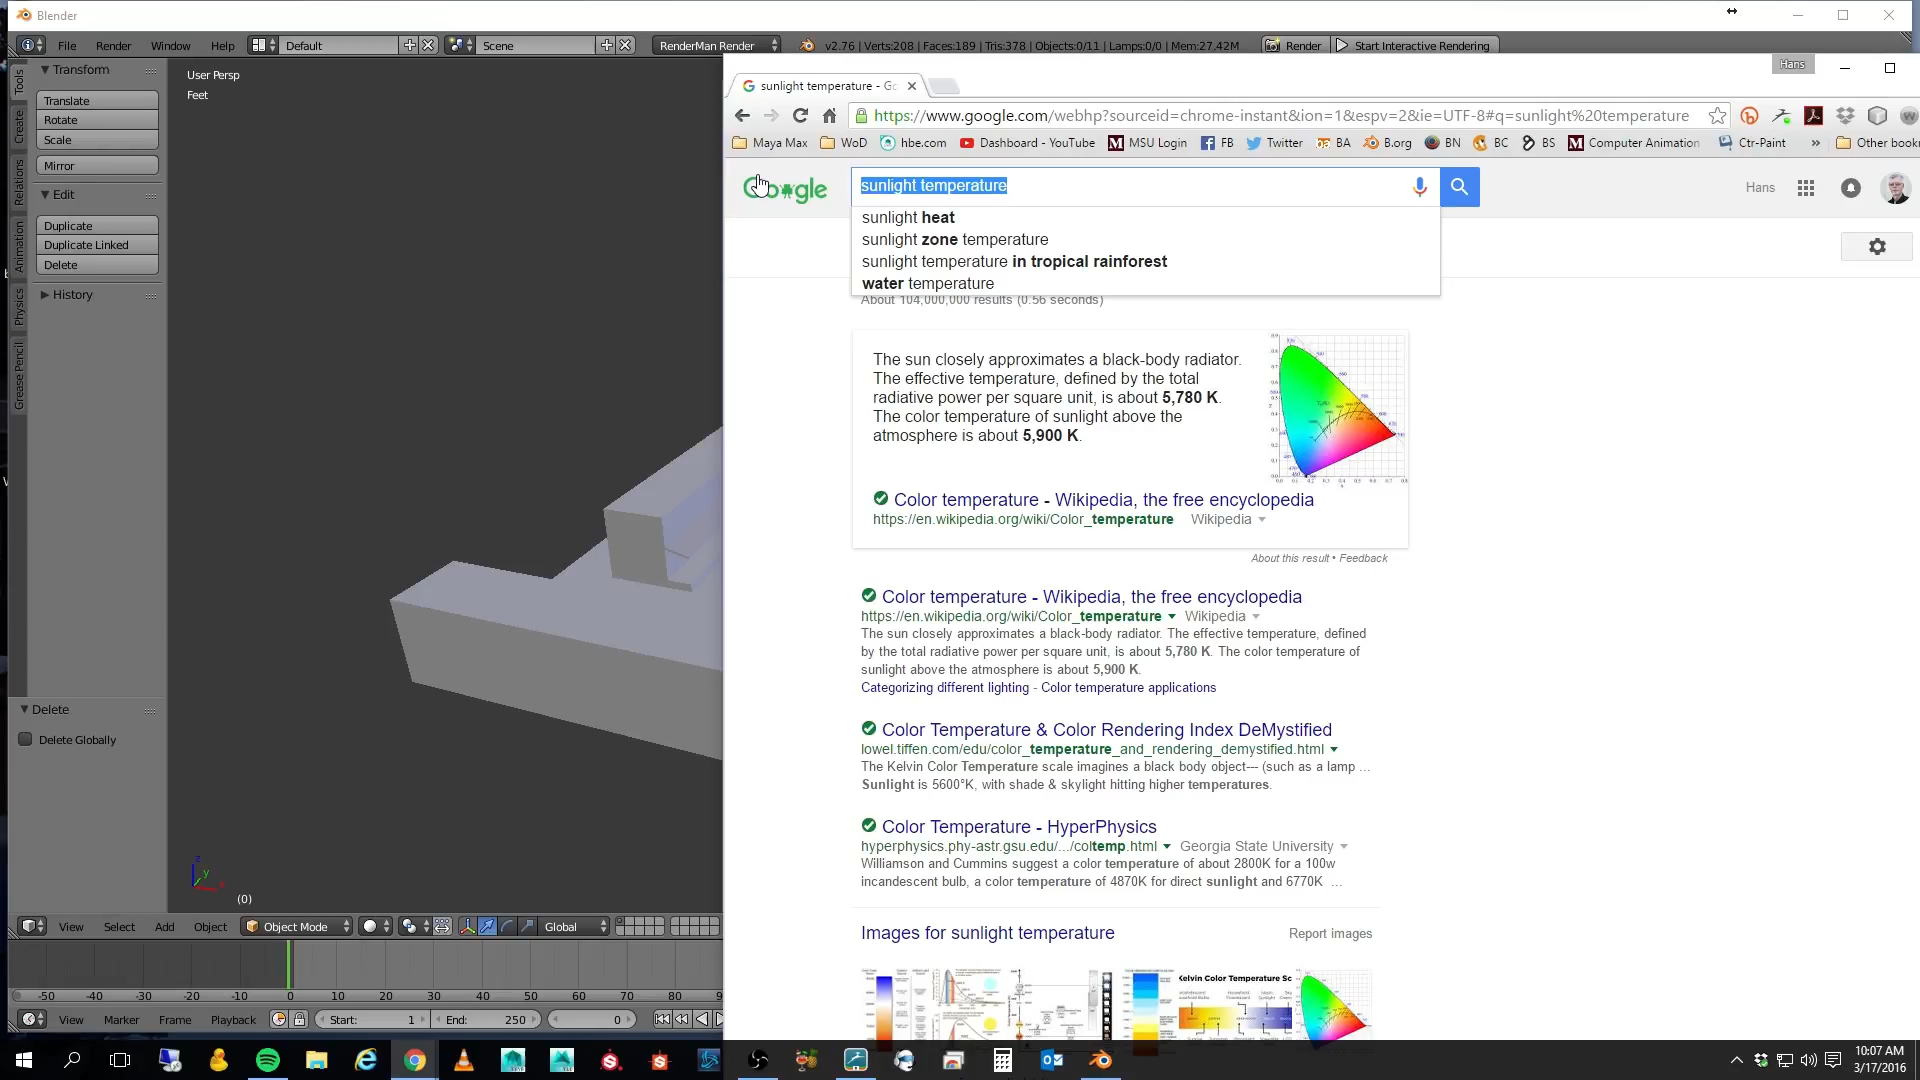 Blender
File Render Window Help Default Scene RenderMan Render v2.76 | Verts:208 | Faces:189 | Tris:378 | Objects:0/11 | Lamps:0/0 | Mem:27.42M Render Start Interactive Rendering
Hans
Transform
Translate
Rotate
Scale
Mirror
Edit
Duplicate
Duplicate Linked
Delete
History
Tools
Create
Relations
Animation
Physics
Grease Pencil
Delete
Delete Globally
User Persp
Feet
z
y
x
(0)
View Select Add Object Object Mode Global
-50 -40 -30 -20 -10 0 10 20 30 40 50 60 70 80 9
View Marker Frame Playback Start: 1 End: 250 0
sunlight temperature - Go
https://www.google.com/webhp?sourceid=chrome-instant&ion=1&espv=2&ie=UTF-8#q=sunlight%20temperature
Maya Max WoD hbe.com Dashboard - YouTube MSU Login FB Twitter BA B.org BN BC BS Computer Animation Ctr-Paint » Other book
Google sunlight temperature Hans
sunlight heat
sunlight zone temperature
sunlight temperature in tropical rainforest
water temperature
About 104,000,000 results (0.56 seconds)
The sun closely approximates a black-body radiator.
The effective temperature, defined by the total
radiative power per square unit, is about 5,780 K.
The color temperature of sunlight above the
atmosphere is about 5,900 K.
Color temperature - Wikipedia, the free encyclopedia
https://en.wikipedia.org/wiki/Color_temperature Wikipedia
About this result • Feedback
Color temperature - Wikipedia, the free encyclopedia
https://en.wikipedia.org/wiki/Color_temperature Wikipedia
The sun closely approximates a black-body radiator. The effective temperature, defined
by the total radiative power per square unit, is about 5,780 K. The color temperature of
sunlight above the atmosphere is about 5,900 K.
Categorizing different lighting - Color temperature applications
Color Temperature & Color Rendering Index DeMystified
lowel.tiffen.com/edu/color_temperature_and_rendering_demystified.html
The Kelvin Color Temperature scale imagines a black body object--- (such as a lamp ...
Sunlight is 5600°K, with shade & skylight hitting higher temperatures.
Color Temperature - HyperPhysics
hyperphysics.phy-astr.gsu.edu/.../coltemp.html Georgia State University
Williamson and Cummins suggest a color temperature of about 2800K for a 100w
incandescent bulb, a color temperature of 4870K for direct sunlight and 6770K ...
Images for sunlight temperature Report images
Kelvin Color Temperature Sc
10:07 AM
3/17/2016